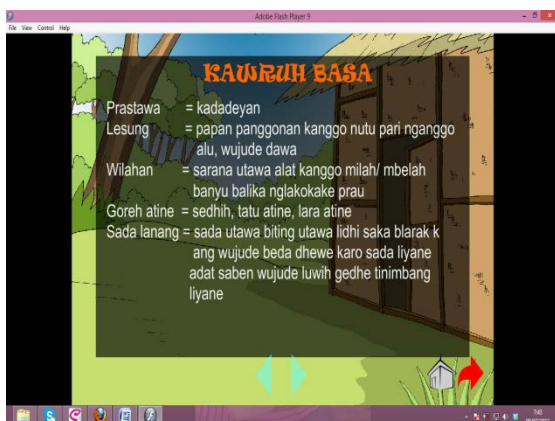 Adobe Flash Player 9
File View Control Help
KAWRUH BASA
Prastawa = kadadeyan
Lesung = papan panggonan kanggo nutu pari nganggo
alu, wujude dawa
Wilahan = sarana utawa alat kanggo milah/ mbelah
banyu balika nglakokake prau
Goreh atine = sedhih, tatu atine, lara atine
Sada lanang = sada utawa biting utawa lidhi saka blarak k
ang wujude beda dhewe karo sada liyane
adat saben wujude luwih gedhe tinimbang
liyane
7:43